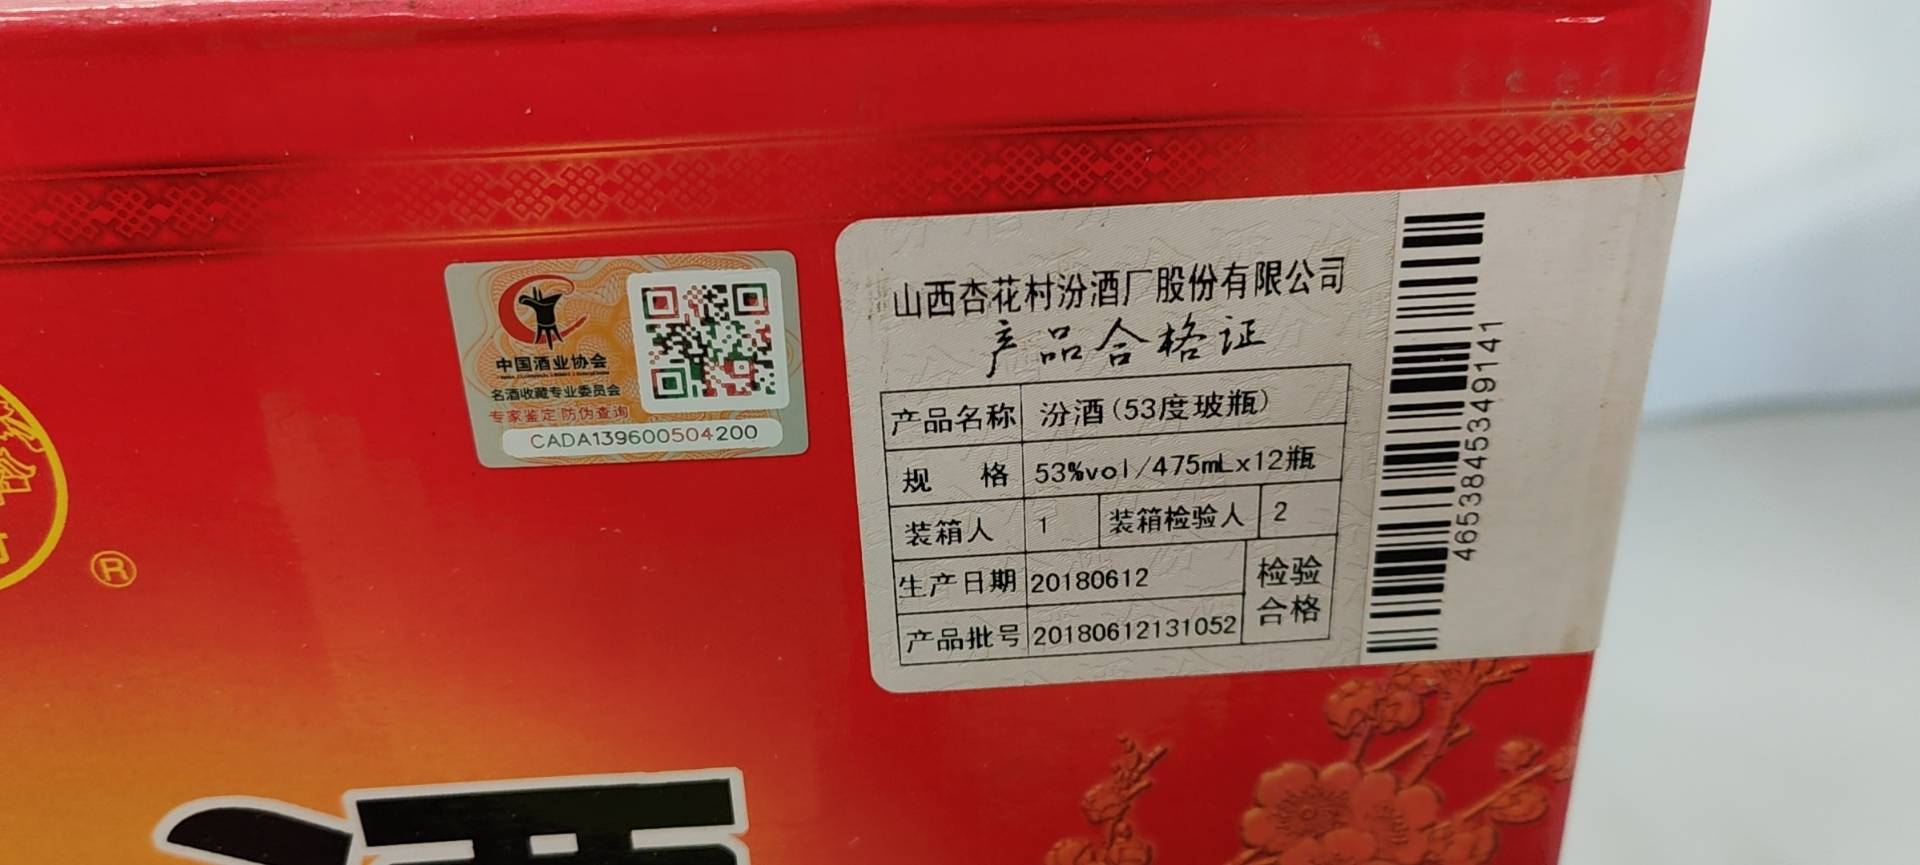 中国酒业协会
名酒收藏专业委员会
专家鉴定 防伪查询
CADA139600504200
®
山西杏花村汾酒厂股份有限公司
产品合格证
产品名称 汾酒(53度玻瓶)
规 格 53%vol/475mLx12瓶
装箱人 1 装箱检验人 2
生产日期 20180612
检验合格
产品批号 20180612131052
4653845349141
酒